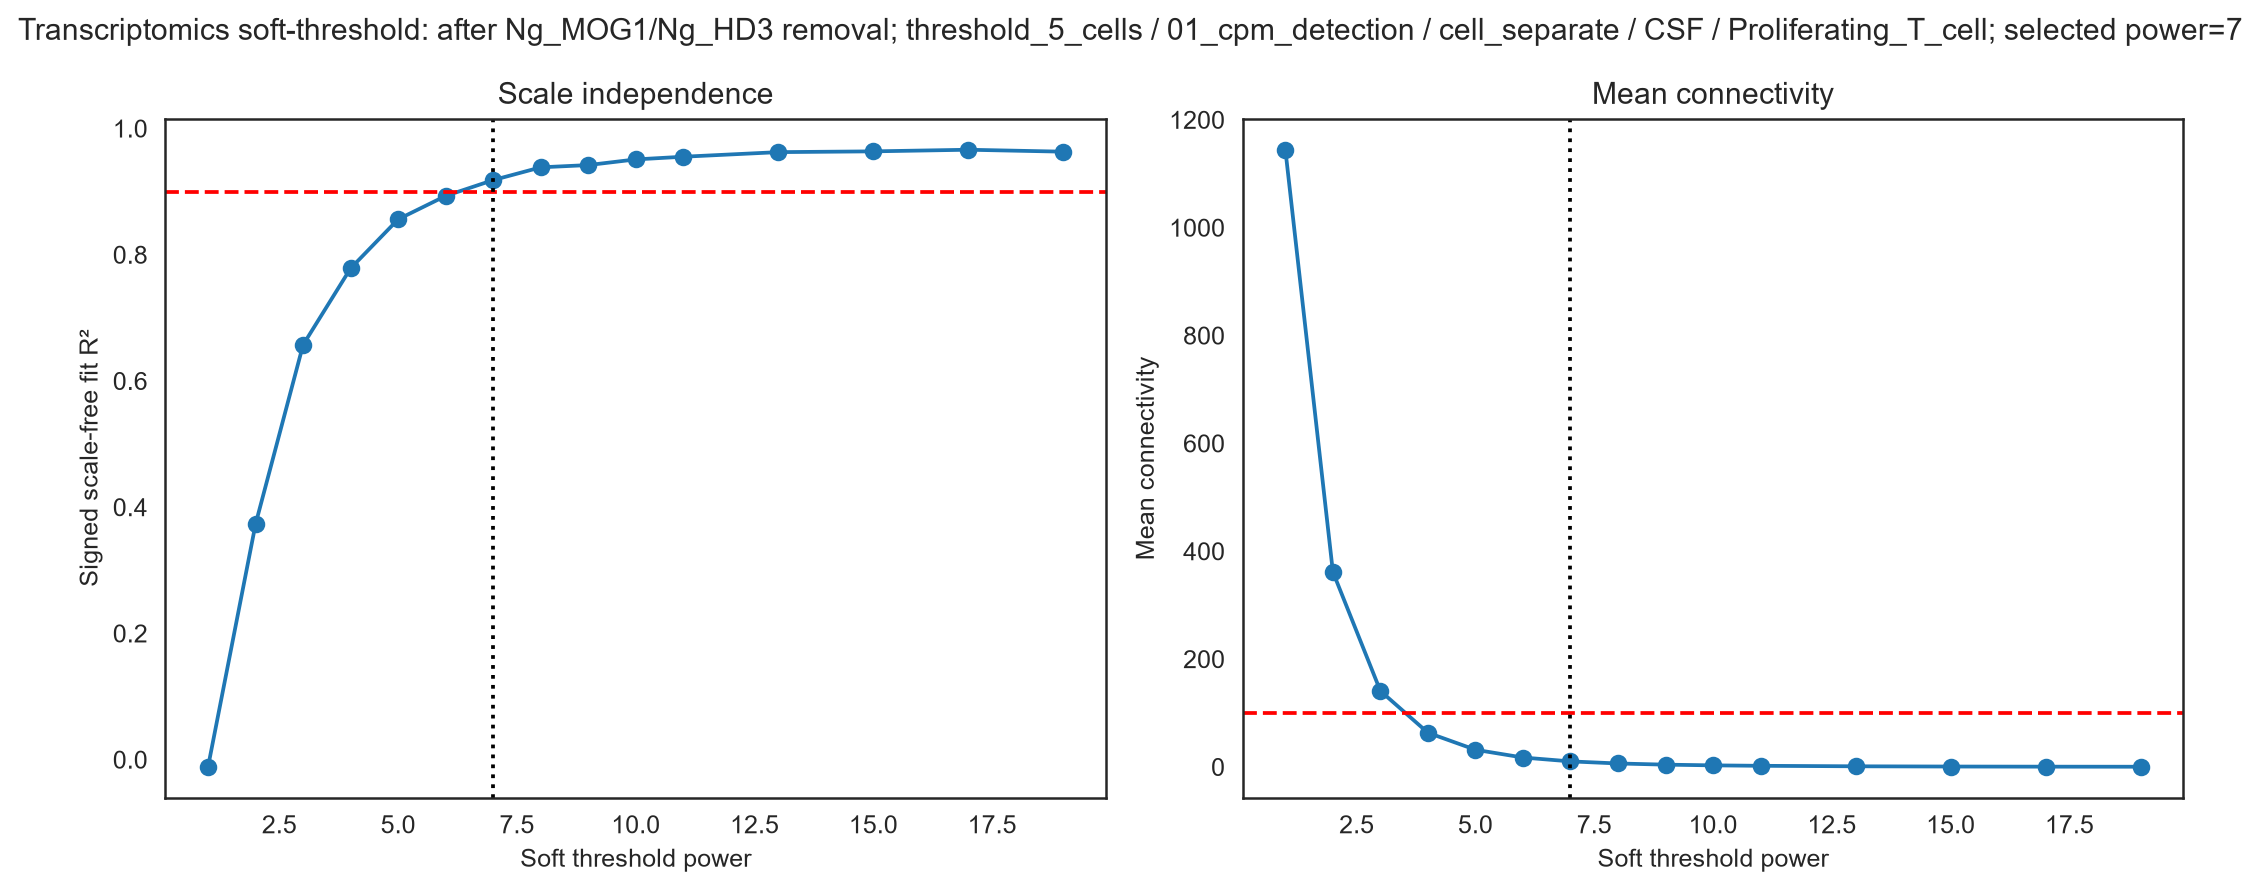 Transcriptomics soft-threshold: after Ng_MOG1/Ng_HD3 removal; threshold_5_cells / 01_cpm_detection / cell_separate / CSF / Proliferating_T_cell; selected power=7
Scale independence
1.0
0.8
0.6
0.4
0.2
0.0
Signed scale-free fit R²
2.5 5.0 7.5 10.0 12.5 15.0 17.5
Soft threshold power
Mean connectivity
1200
1000
800
600
400
200
0
Mean connectivity
2.5 5.0 7.5 10.0 12.5 15.0 17.5
Soft threshold power